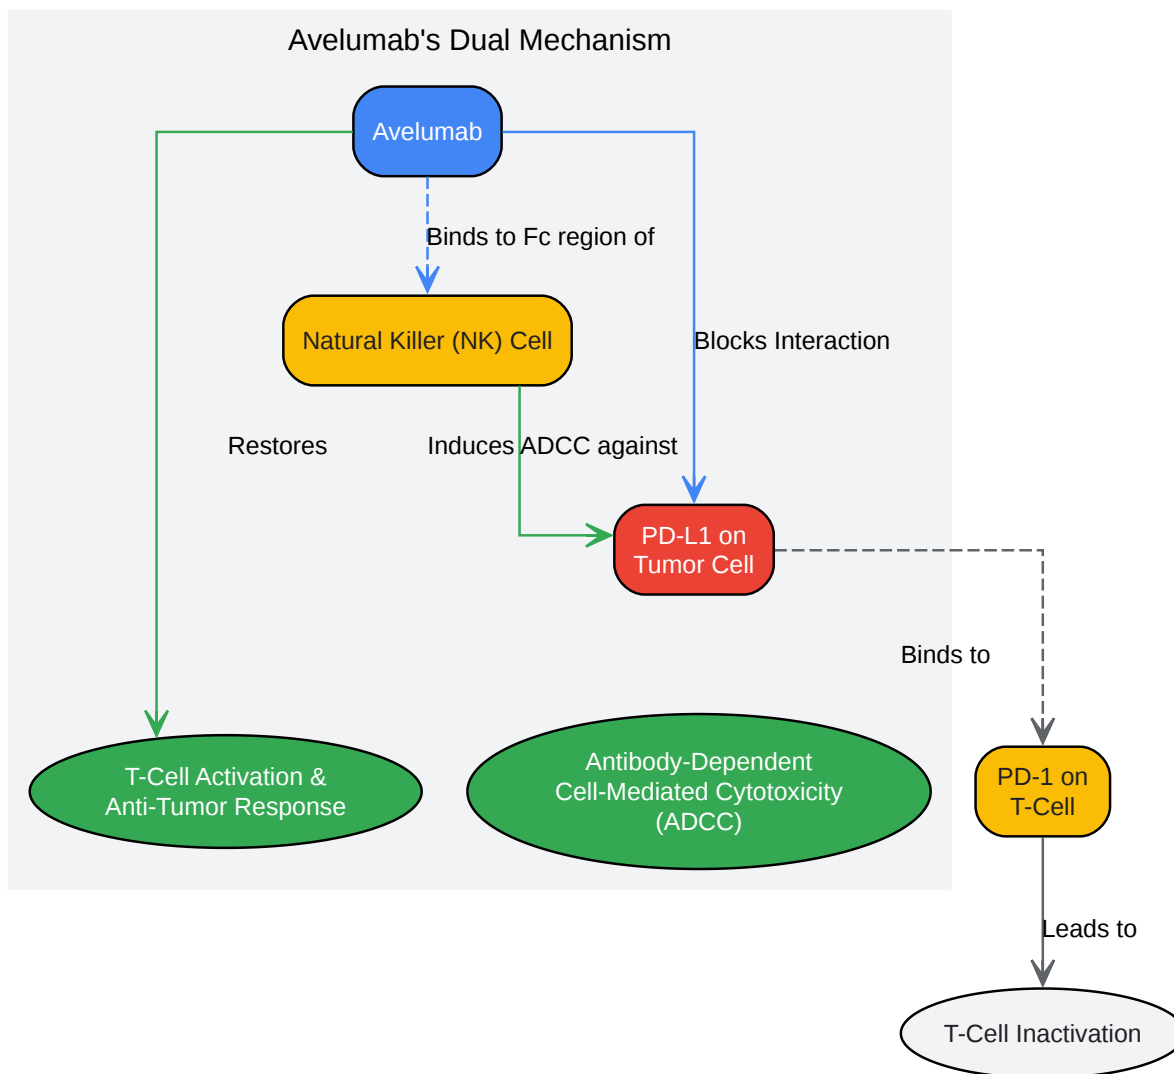 Avelumab's Dual Mechanism
Avelumab
Binds to Fc region of
Natural Killer (NK) Cell
Blocks Interaction
Restores
Induces ADCC against
PD-L1 on
Tumor Cell
Binds to
T-Cell Activation &
Anti-Tumor Response
Antibody-Dependent
Cell-Mediated Cytotoxicity
(ADCC)
PD-1 on
T-Cell
Leads to
T-Cell Inactivation